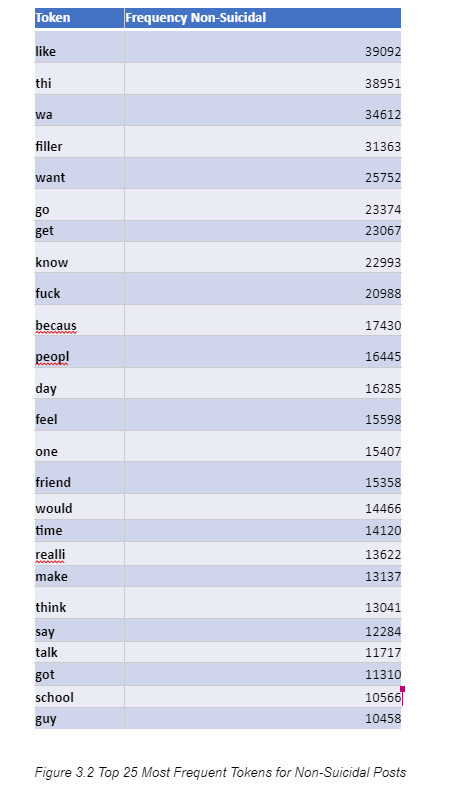 Token Frequency Non-Suicidal
like 39092
thi 38951
wa 34612
filler 31363
want 25752
go 23374
get 23067
know 22993
fuck 20988
becaus 17430
peopl 16445
day 16285
feel 15598
one 15407
friend 15358
would 14466
time 14120
realli 13622
make 13137
think 13041
say 12284
talk 11717
got 11310
school 10566
guy 10458
Figure 3.2 Top 25 Most Frequent Tokens for Non-Suicidal Posts